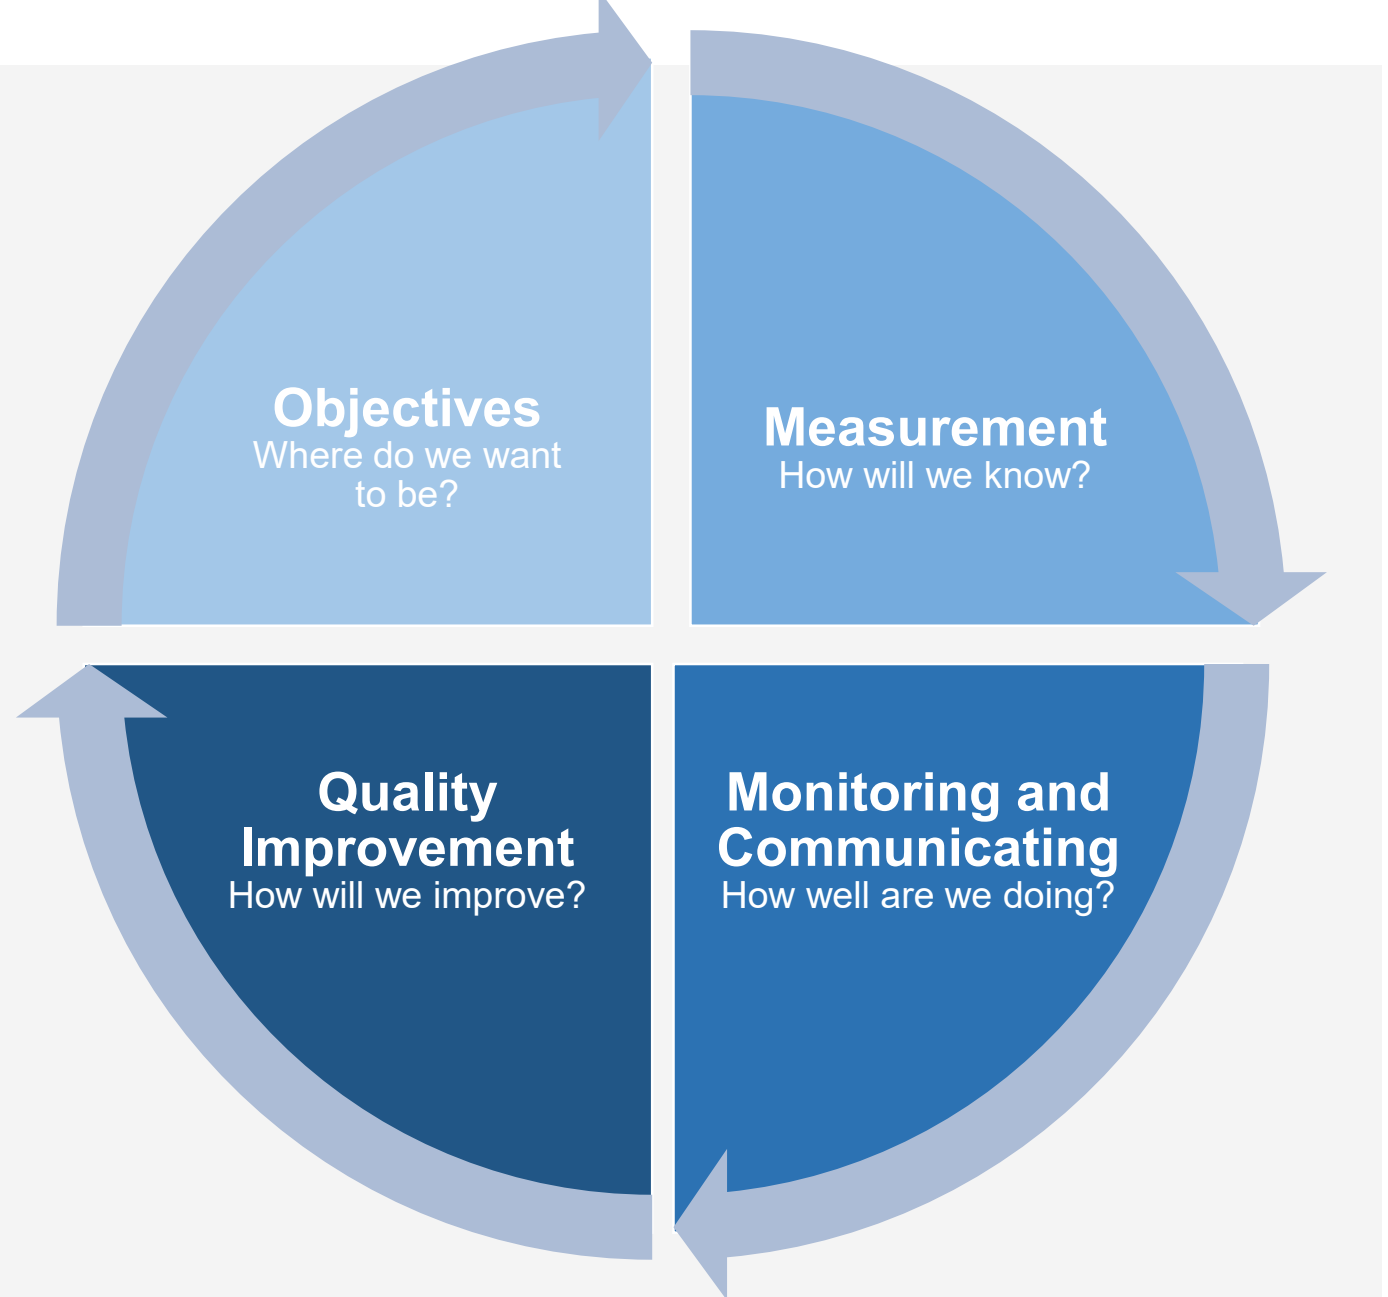 Objectives
Where do we want
to be?
Measurement
How will we know?
Quality
Improvement
How will we improve?
Monitoring and
Communicating
How well are we doing?